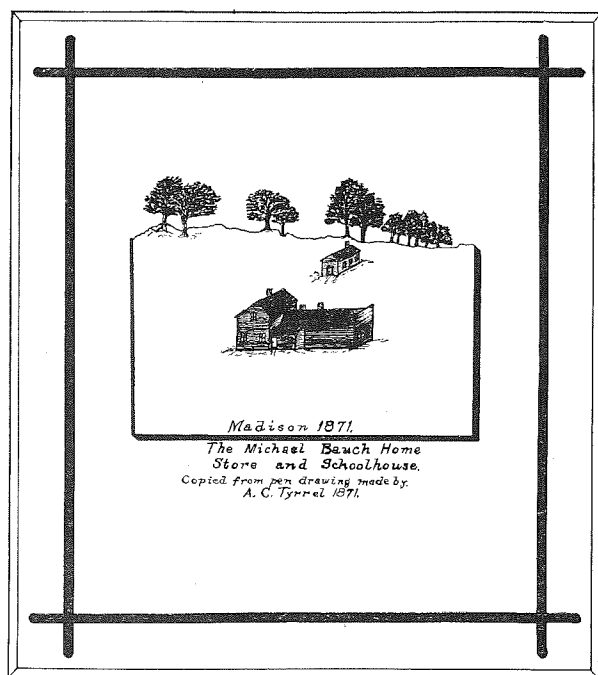 Madison 1871.
The Michael Bauch Home
Store and Schoolhouse.
Copied from pen drawing made by.
A. C. Tyrrel 1871.